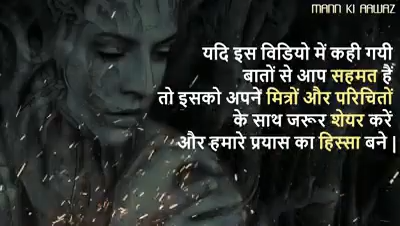 MANN KI AAWAZ
यदि इस विडियो में कही गयी
बातों से आप सहमत हैं
तो इसको अपनें मित्रों और परिचितों
के साथ जरूर शेयर करें
और हमारे प्रयास का हिस्सा बने |